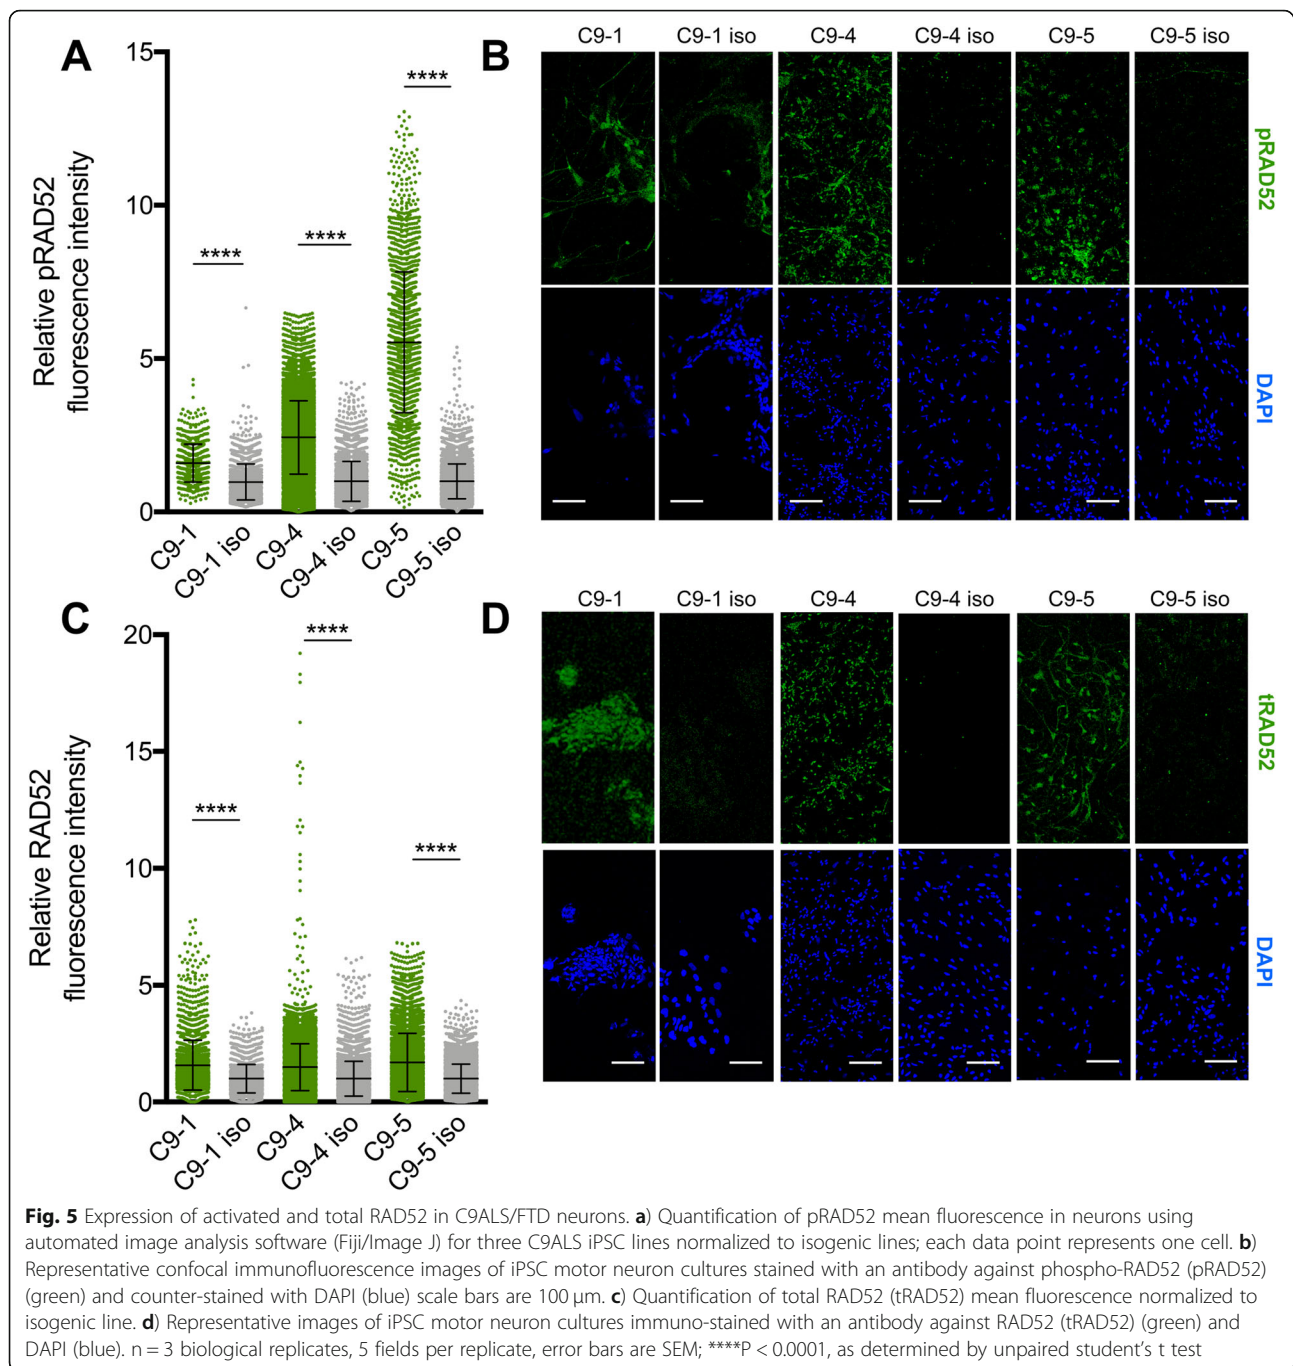 A
Relative pRAD52
fluorescence intensity
15
10
5
0
****
****
****
C9-1
C9-1 iso
C9-4
C9-4 iso
C9-5
C9-5 iso
B
C9-1 C9-1 iso C9-4 C9-4 iso C9-5 C9-5 iso
pRAD52
DAPI
C
Relative RAD52
fluorescence intensity
20
15
10
5
0
****
****
****
C9-1
C9-1 iso
C9-4
C9-4 iso
C9-5
C9-5 iso
D
C9-1 C9-1 iso C9-4 C9-4 iso C9-5 C9-5 iso
tRAD52
DAPI
Fig. 5 Expression of activated and total RAD52 in C9ALS/FTD neurons. a) Quantification of pRAD52 mean fluorescence in neurons using
automated image analysis software (Fiji/Image J) for three C9ALS iPSC lines normalized to isogenic lines; each data point represents one cell. b)
Representative confocal immunofluorescence images of iPSC motor neuron cultures stained with an antibody against phospho-RAD52 (pRAD52)
(green) and counter-stained with DAPI (blue) scale bars are 100 μm. c) Quantification of total RAD52 (tRAD52) mean fluorescence normalized to
isogenic line. d) Representative images of iPSC motor neuron cultures immuno-stained with an antibody against RAD52 (tRAD52) (green) and
DAPI (blue). n = 3 biological replicates, 5 fields per replicate, error bars are SEM; ****P < 0.0001, as determined by unpaired student's t test